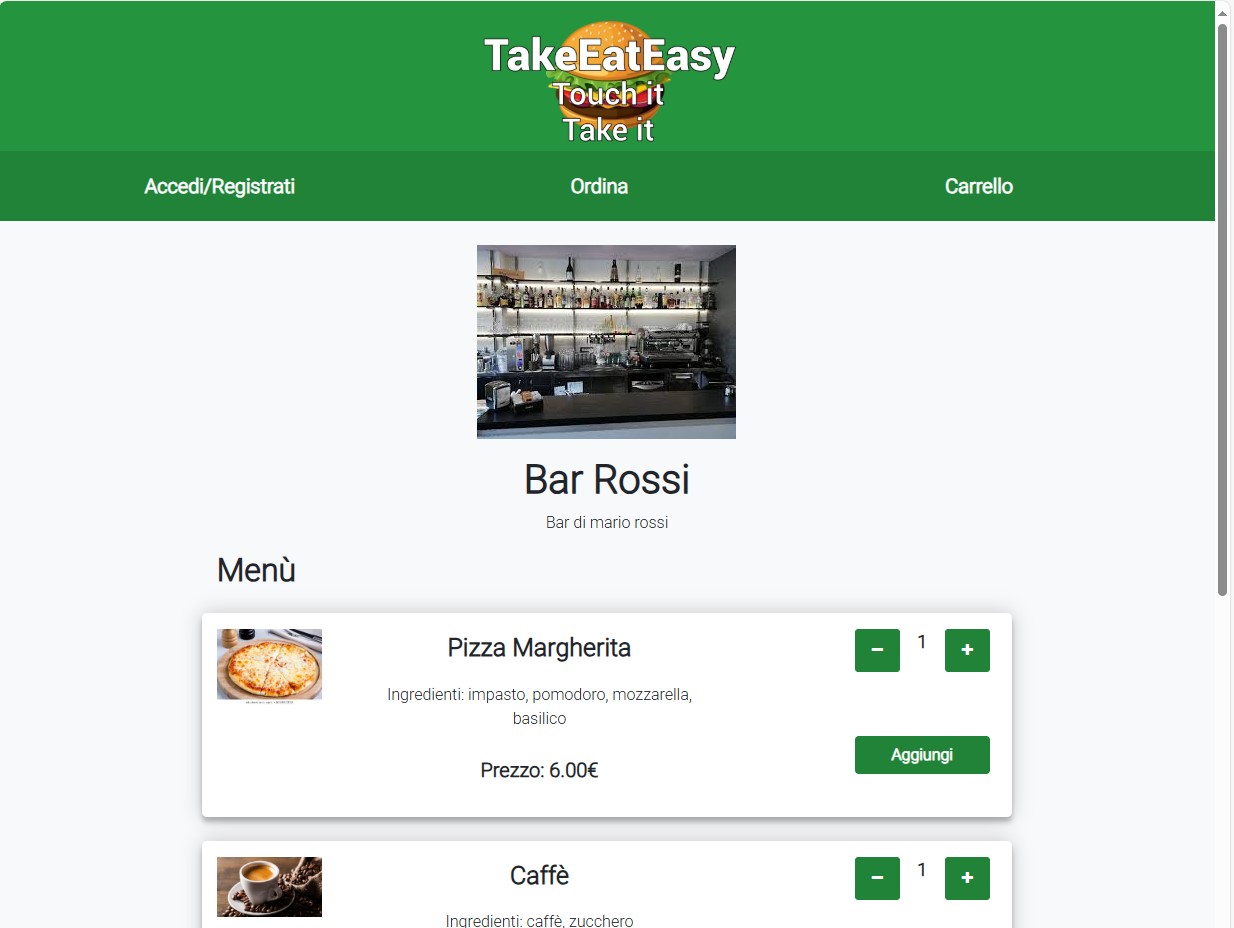 TakeEatEasy
Touch it
Take it
Accedi/Registrati
Ordina
Carrello
Bar Rossi
Bar di mario rossi
Menù
Pizza Margherita
− 1 +
Ingredienti: impasto, pomodoro, mozzarella,
basilico
Prezzo: 6.00€
Aggiungi
Caffè
− 1 +
Ingredienti: caffè, zucchero